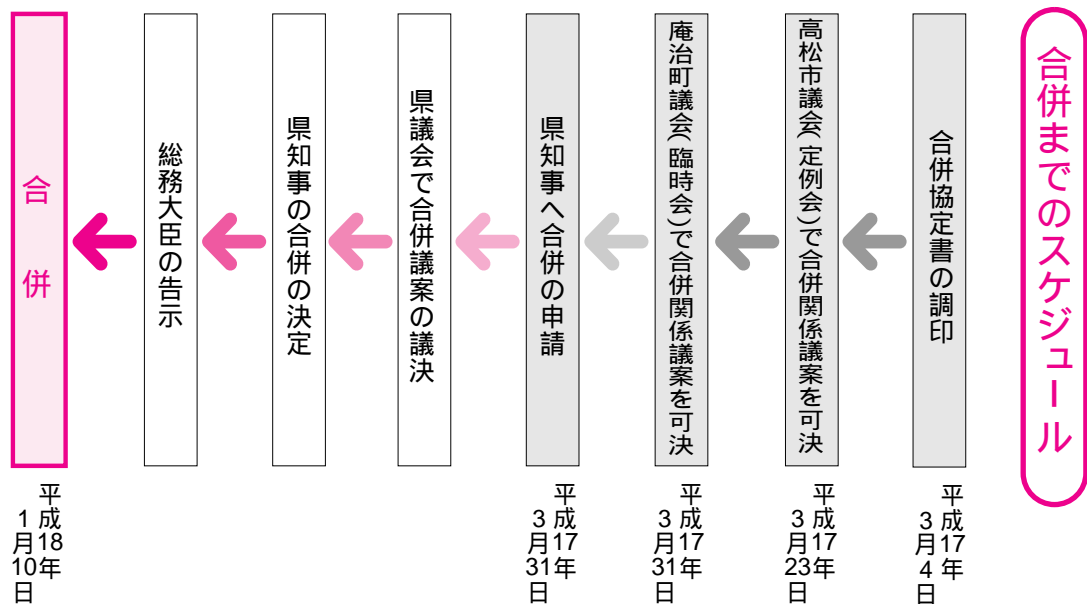 合併までのスケジュール
合併協定書の調印
平成17年
3月4日
高松市議会(定例会)で合併関係議案を可決
平成17年
3月23日
庵治町議会(臨時会)で合併関係議案を可決
平成17年
3月31日
県知事へ合併の申請
平成17年
3月31日
県議会で合併議案の議決
県知事の合併の決定
総務大臣の告示
合併
平成18年
1月10日